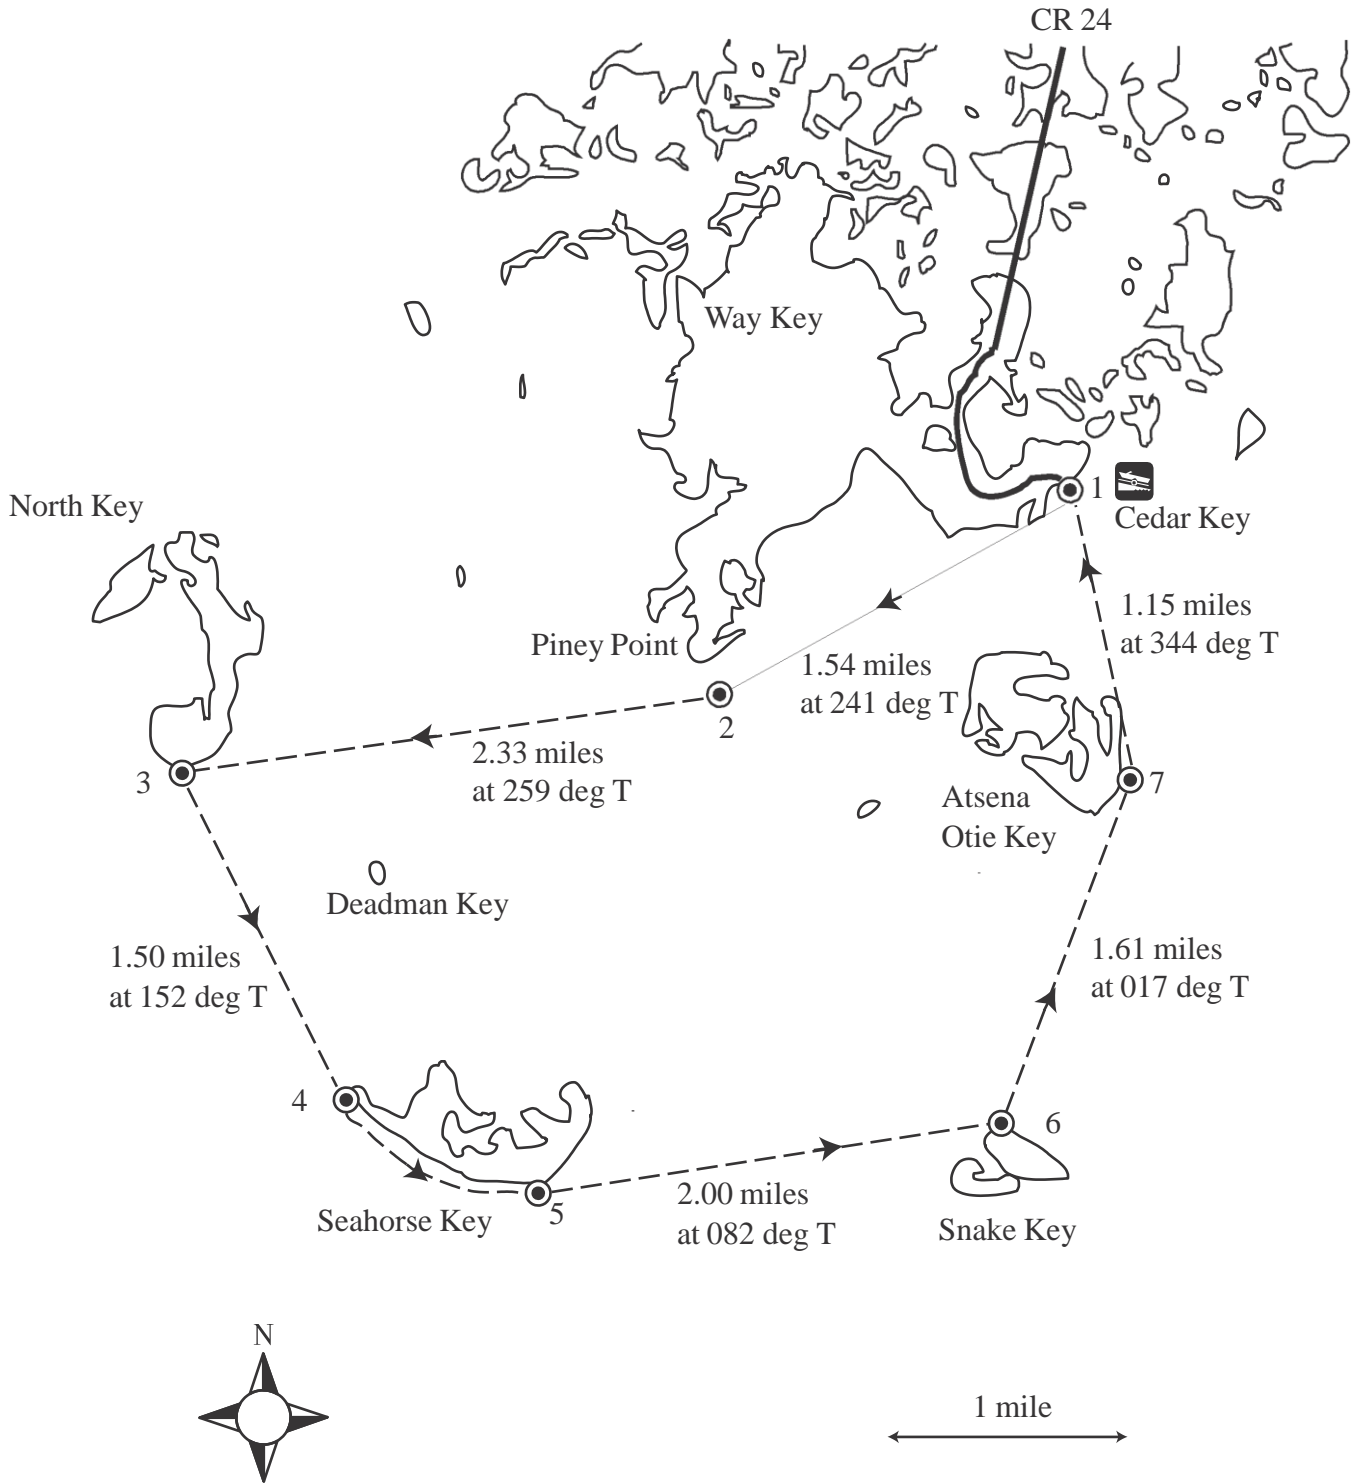 CR 24
Way Key
North Key
1
Cedar Key
1.15 miles
at 344 deg T
Piney Point
1.54 miles
at 241 deg T
2
2.33 miles
at 259 deg T
3
7
Atsena
Otie Key
Deadman Key
1.50 miles
at 152 deg T
1.61 miles
at 017 deg T
4
6
2.00 miles
at 082 deg T
5
Seahorse Key
Snake Key
N
1 mile